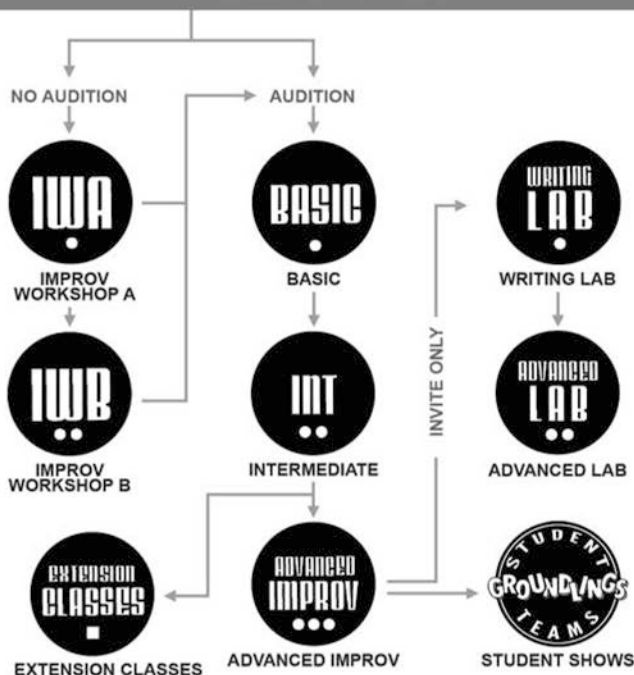 NO AUDITION
AUDITION
IWA
IMPROV
WORKSHOP A
BASIC
BASIC
WRITING
LAB
WRITING LAB
IWB
IMPROV
WORKSHOP B
INT
INTERMEDIATE
INVITE ONLY
ADVANCED
LAB
ADVANCED LAB
EXTENSION
CLASSES
EXTENSION CLASSES
ADVANCED
IMPROV
ADVANCED IMPROV
STUDENT
GROUNDLINGS
TEAMS
STUDENT SHOWS